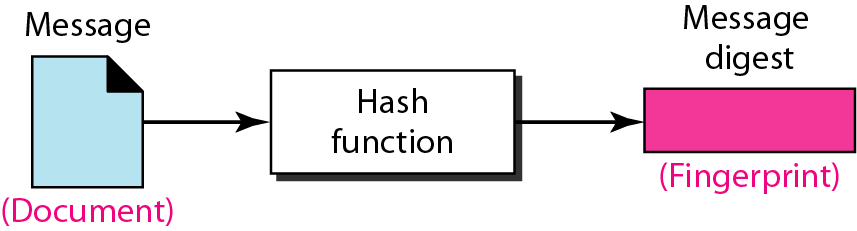 Message
(Document)
Hash
function
Message
digest
(Fingerprint)